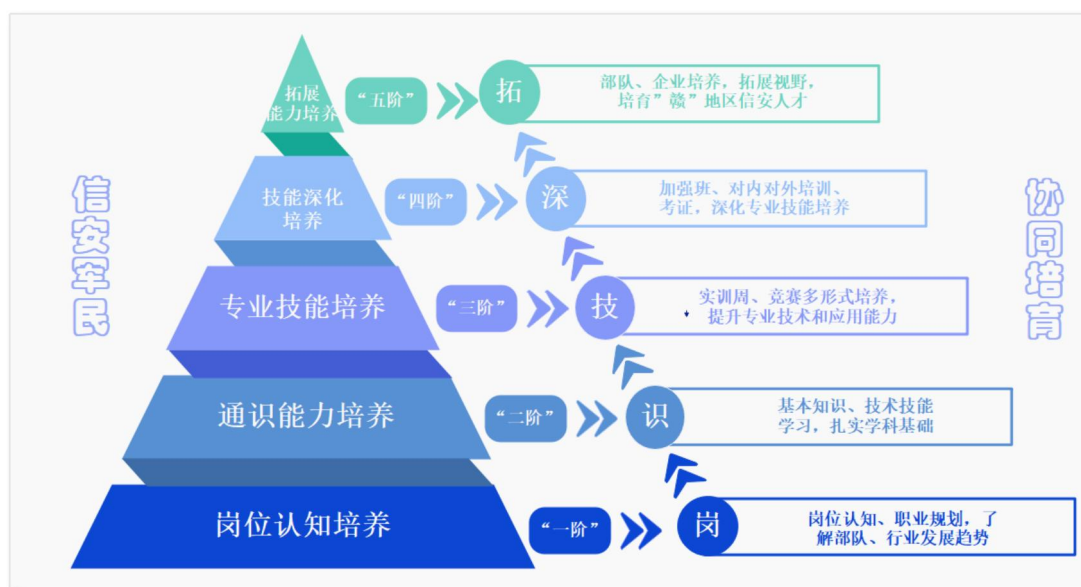 信安军民
协同培育
拓展
能力培养
“五阶”
拓
部队、企业培养，拓展视野，
培育”赣”地区信安人才
技能深化
培养
“四阶”
深
加强班、对内对外培训、
考证，深化专业技能培养
专业技能培养
“三阶”
技
实训周、竞赛多形式培养，
提升专业技术和应用能力
通识能力培养
“二阶”
识
基本知识、技术技能
学习，扎实学科基础
岗位认知培养
“一阶”
岗
岗位认知、职业规划，了
解部队、行业发展趋势